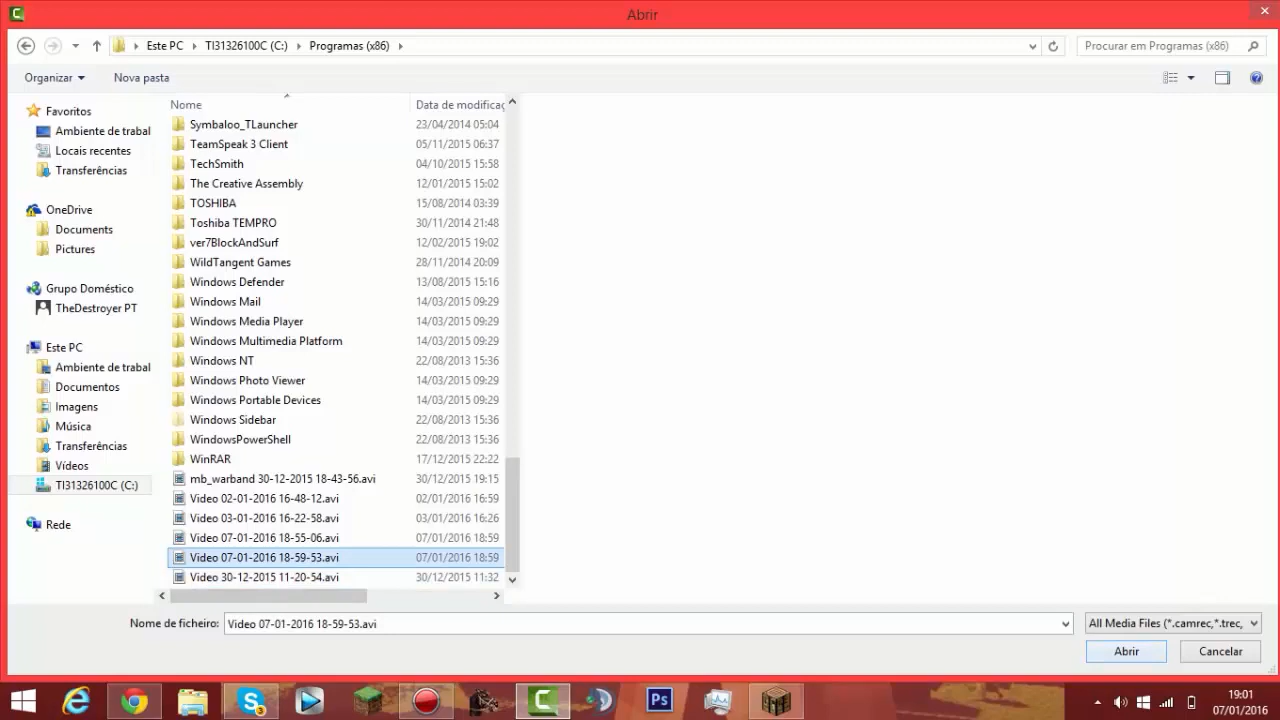 Abrir
Este PC
TI31326100C (C:)
Programas (x86)
Procurar em Programas (x86)
Organizar
Nova pasta
Favoritos
Ambiente de trabal
Locais recentes
Transferências
OneDrive
Documents
Pictures
Grupo Doméstico
TheDestroyer PT
Este PC
Ambiente de trabal
Documentos
Imagens
Música
Transferências
Vídeos
TI31326100C (C:)
Rede
Nome Data de modificaç
Symbaloo_TLauncher 23/04/2014 05:04
TeamSpeak 3 Client 05/11/2015 06:37
TechSmith 04/10/2015 15:58
The Creative Assembly 12/01/2015 15:02
TOSHIBA 15/08/2014 03:39
Toshiba TEMPRO 30/11/2014 21:48
ver7BlockAndSurf 12/02/2015 19:02
WildTangent Games 28/11/2014 20:09
Windows Defender 13/08/2015 15:16
Windows Mail 14/03/2015 09:29
Windows Media Player 14/03/2015 09:29
Windows Multimedia Platform 14/03/2015 09:29
Windows NT 22/08/2013 15:36
Windows Photo Viewer 14/03/2015 09:29
Windows Portable Devices 14/03/2015 09:29
Windows Sidebar 22/08/2013 15:36
WindowsPowerShell 22/08/2013 15:36
WinRAR 17/12/2015 22:22
mb_warband 30-12-2015 18-43-56.avi 30/12/2015 19:15
Video 02-01-2016 16-48-12.avi 02/01/2016 16:59
Video 03-01-2016 16-22-58.avi 03/01/2016 16:26
Video 07-01-2016 18-55-06.avi 07/01/2016 18:59
Video 07-01-2016 18-59-53.avi 07/01/2016 18:59
Video 30-12-2015 11-20-54.avi 30/12/2015 11:32
Nome de ficheiro: Video 07-01-2016 18-59-53.avi
All Media Files (*.camrec,*.trec,
Abrir
Cancelar
Ps
19:01
07/01/2016